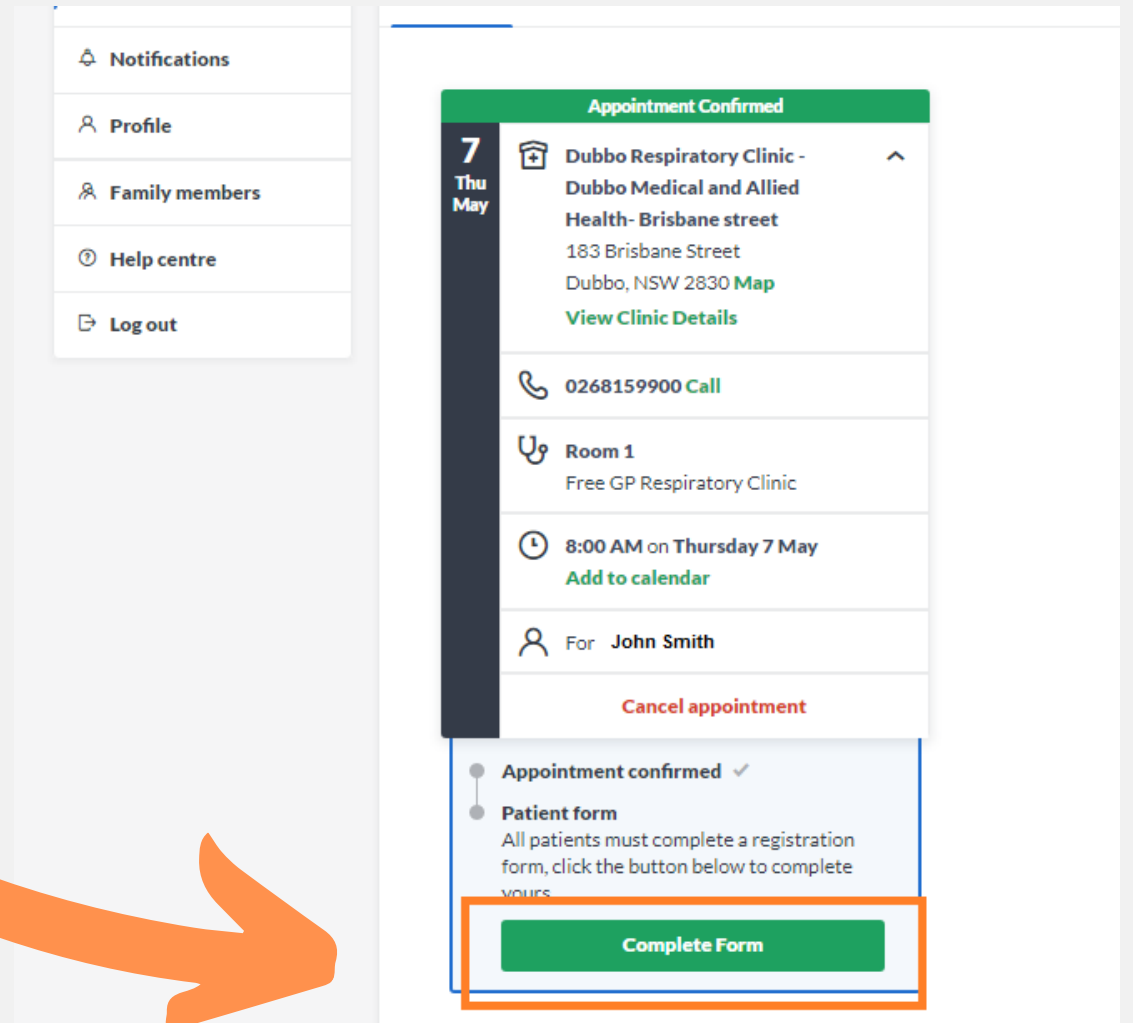 Notifications
Profile
Family members
Help centre
Log out
Appointment Confirmed
7
Thu
May
Dubbo Respiratory Clinic -
Dubbo Medical and Allied
Health- Brisbane street
183 Brisbane Street
Dubbo, NSW 2830 Map
View Clinic Details
0268159900 Call
Room 1
Free GP Respiratory Clinic
8:00 AM on Thursday 7 May
Add to calendar
For John Smith
Cancel appointment
Appointment confirmed
Patient form
All patients must complete a registration
form, click the button below to complete
yours
Complete Form